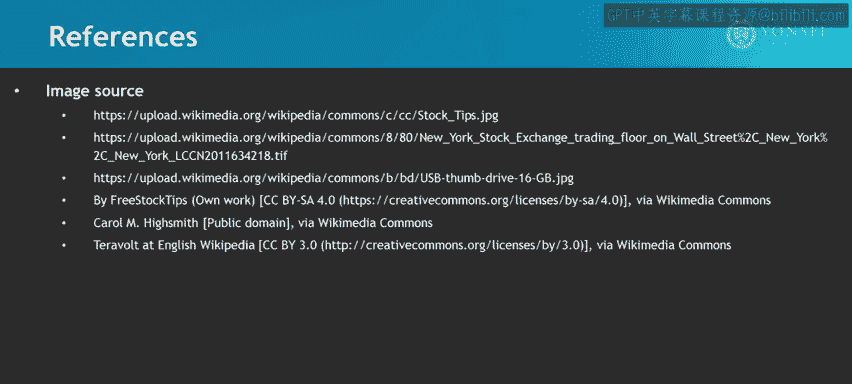 GPT中英字幕课程资源@bilibili.com
References
• Image source
• https://upload.wikimedia.org/wikipedia/commons/c/cc/Stock_Tips.jpg
• https://upload.wikimedia.org/wikipedia/commons/8/80/New_York_Stock_Exchange_trading_floor_on_Wall_Street%2C_New_York%
2C_New_York_LCCN2011634218.tif
• https://upload.wikimedia.org/wikipedia/commons/b/bd/USB-thumb-drive-16-GB.jpg
• By FreeStockTips (Own work) [CC BY-SA 4.0 (https://creativecommons.org/licenses/by-sa/4.0)], via Wikimedia Commons
• Carol M. Highsmith [Public domain], via Wikimedia Commons
• Teravolt at English Wikipedia [CC BY 3.0 (http://creativecommons.org/licenses/by/3.0)], via Wikimedia Commons